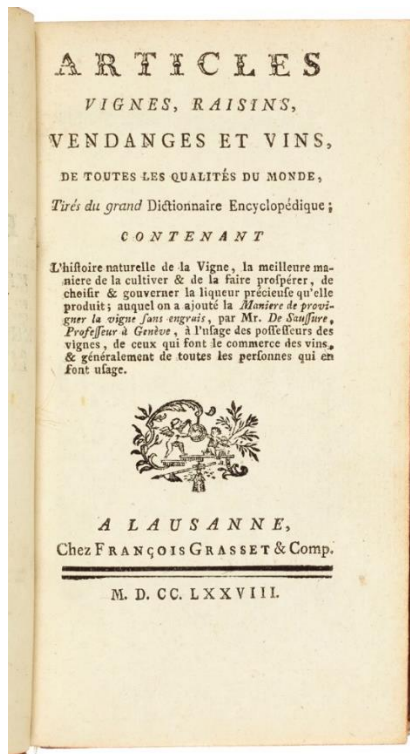 ARTICLES
VIGNES, RAISINS,
VENDANGES ET VINS,
DE TOUTES LES QUALITÉS DU MONDE,
Tirés du grand Dictionnaire Encyclopédique;
CONTENANT
L'hiſtoire naturelle de la Vigne, la meilleure ma-
niere de la cultiver & de la faire proſpérer, de
choiſir & gouverner la liqueur précieuſe qu'elle
produit; auquel on a ajouté la Maniere de provi-
gner la vigne ſans engrais, par Mr. De Sauſſure,
Profeſſeur à Genève, à l'uſage des poſſeſſeurs des
vignes, de ceux qui font le commerce des vins,
& généralement de toutes les perſonnes qui en
font uſage.
A LAUSANNE,
Chez FRANÇOIS GRASSET & Comp.
M. D. CC. LXXVIII.